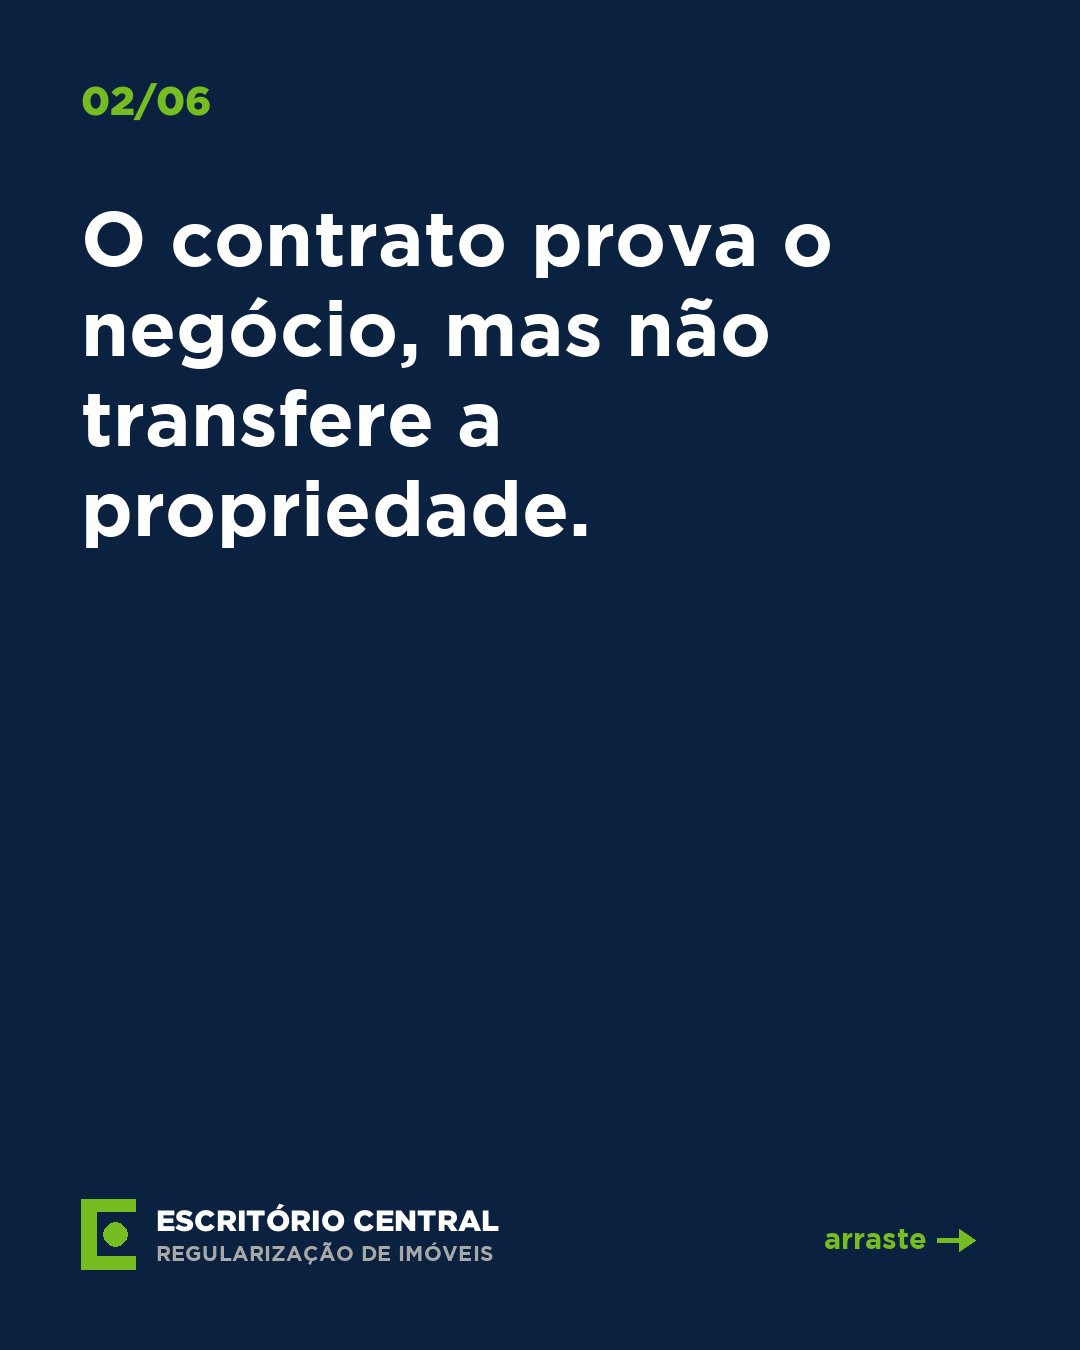 02/06
O contrato prova o
negócio, mas não
transfere a
propriedade.
ESCRITÓRIO CENTRAL
REGULARIZAÇÃO DE IMÓVEIS
arraste